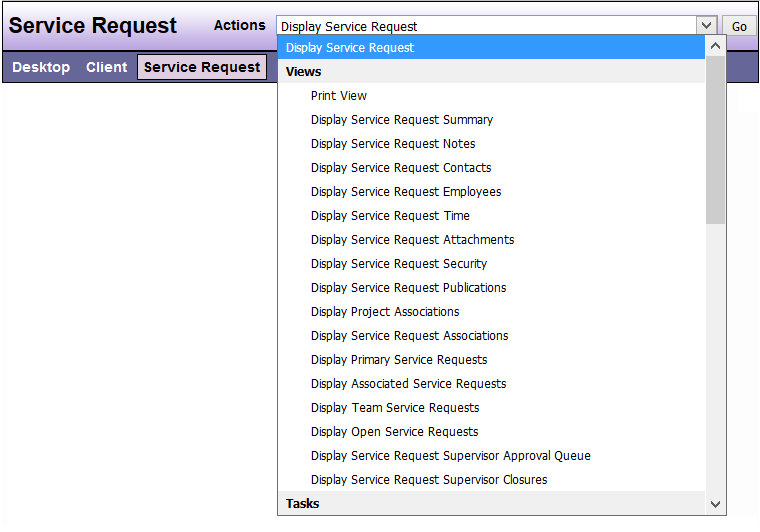 Service Request
Actions
Display Service Request
Go
Desktop
Client
Service Request
Display Service Request
Views
Print View
Display Service Request Summary
Display Service Request Notes
Display Service Request Contacts
Display Service Request Employees
Display Service Request Time
Display Service Request Attachments
Display Service Request Security
Display Service Request Publications
Display Project Associations
Display Service Request Associations
Display Primary Service Requests
Display Associated Service Requests
Display Team Service Requests
Display Open Service Requests
Display Service Request Supervisor Approval Queue
Display Service Request Supervisor Closures
Tasks